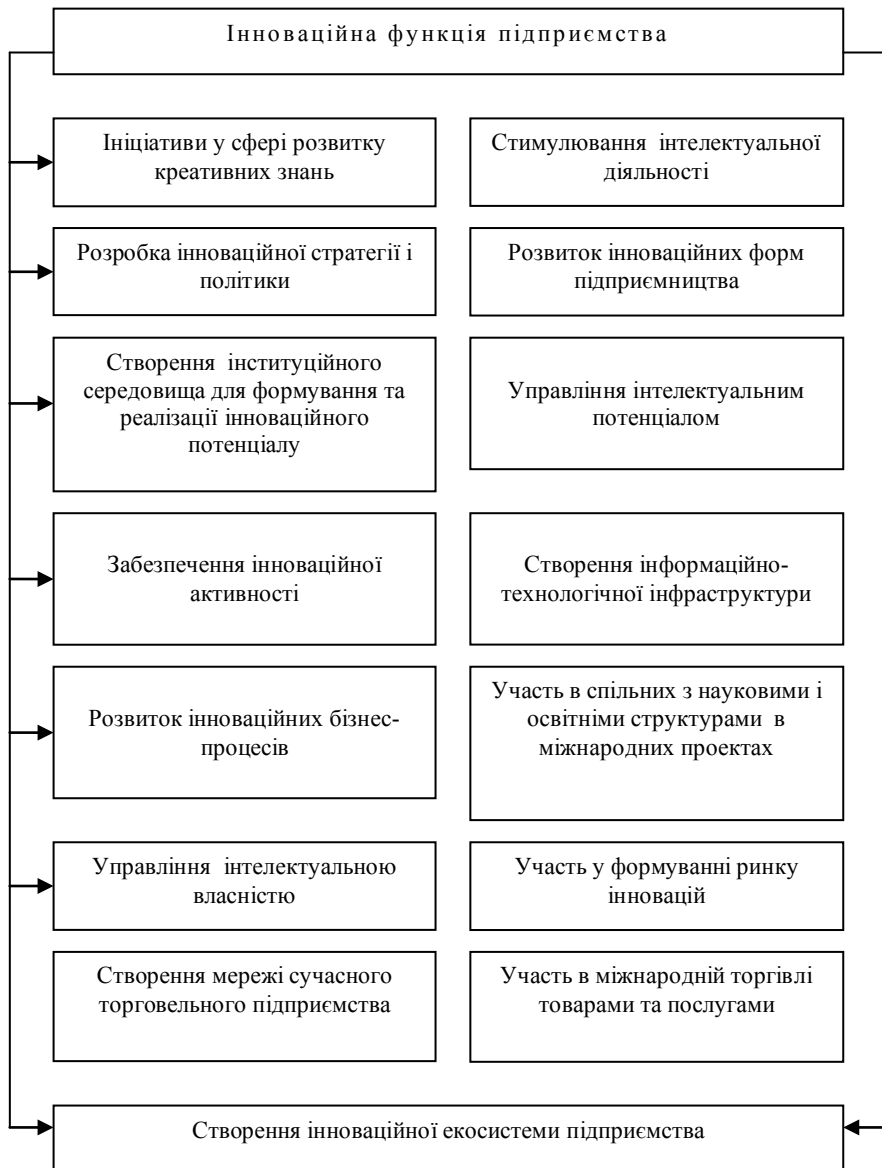 Інноваційна функція підприємства
Ініціативи у сфері розвитку
креативних знань
Стимулювання інтелектуальної
діяльності
Розробка інноваційної стратегії і
політики
Розвиток інноваційних форм
підприємництва
Створення інституційного
середовища для формування та
реалізації інноваційного
потенціалу
Управління інтелектуальним
потенціалом
Забезпечення інноваційної
активності
Створення інформаційно-
технологічної інфраструктури
Розвиток інноваційних бізнес-
процесів
Участь в спільних з науковими і
освітніми структурами в
міжнародних проектах
Управління інтелектуальною
власністю
Участь у формуванні ринку
інновацій
Створення мережі сучасного
торговельного підприємства
Участь в міжнародній торгівлі
товарами та послугами
Створення інноваційної екосистеми підприємства